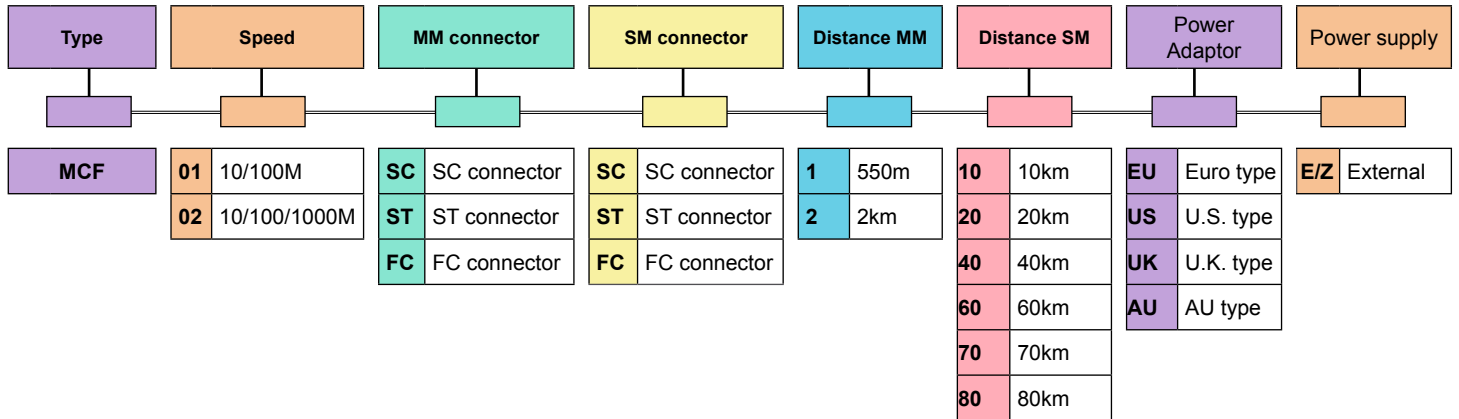 Type
Speed
MM connector
SM connector
Distance MM
Distance SM
Power
Adaptor
Power supply
MCF
01 10/100M
02 10/100/1000M
SC SC connector
ST ST connector
FC FC connector
SC SC connector
ST ST connector
FC FC connector
1 550m
2 2km
10 10km
20 20km
40 40km
60 60km
70 70km
80 80km
EU Euro type
US U.S. type
UK U.K. type
AU AU type
E/Z External